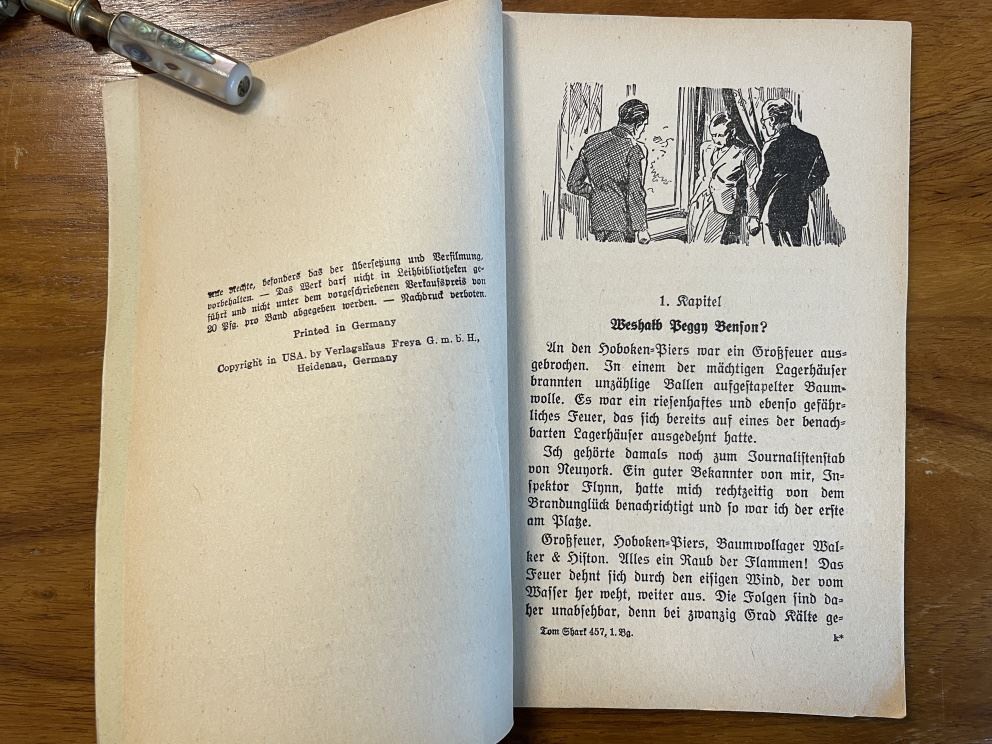 Alle Rechte, besonders das der Übersetzung und Verfilmung,
vorbehalten. — Das Werk darf nicht in Leihbibliotheken ge-
führt und nicht unter dem vorgeschriebenen Verkaufspreis von
20 Pfg. pro Band abgegeben werden. — Nachdruck verboten.
Printed in Germany
Copyright in USA. by Verlagshaus Freya G. m. b. H.,
Heidenau, Germany
1. Kapitel
Weshalb Peggy Benson?
An den Hoboken-Piers war ein Großfeuer aus-
gebrochen. In einem der mächtigen Lagerhäuser
brannten unzählige Ballen aufgestapelter Baum-
wolle. Es war ein riesenhaftes und ebenso gefähr-
liches Feuer, das sich bereits auf eines der benach-
barten Lagerhäuser ausgedehnt hatte.
Ich gehörte damals noch zum Journalistenstab
von Neuyork. Ein guter Bekannter von mir, In-
spektor Flynn, hatte mich rechtzeitig von dem
Brandunglück benachrichtigt und so war ich der erste
am Platze.
Großfeuer, Hoboken-Piers, Baumwollager Wal-
ker & Histon. Alles ein Raub der Flammen! Das
Feuer dehnt sich durch den eisigen Wind, der vom
Wasser her weht, weiter aus. Die Folgen sind da-
her unabsehbar, denn bei zwanzig Grad Kälte ge-
Tom Shark 457, 1. Bg.
k*